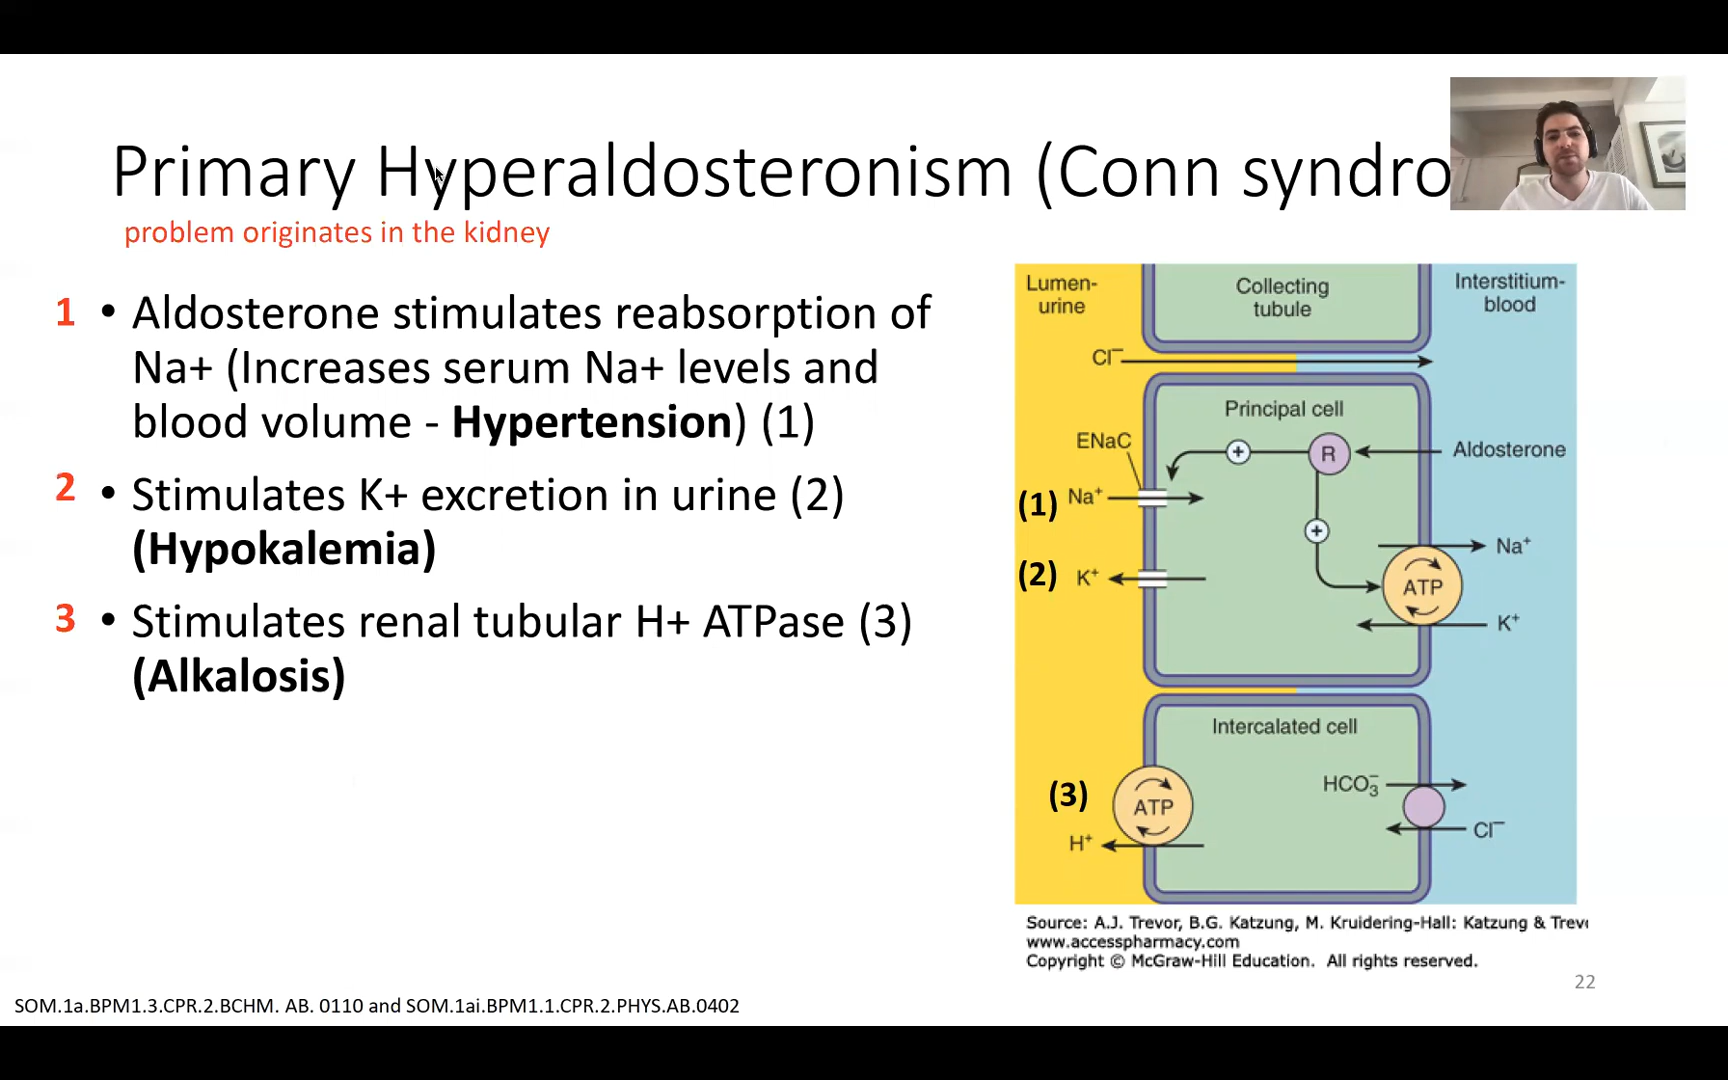 Primary Hyperaldosteronism (Conn syndro
problem originates in the kidney
1 • Aldosterone stimulates reabsorption of
Na+ (Increases serum Na+ levels and
blood volume - Hypertension) (1)
2 • Stimulates K+ excretion in urine (2)
(Hypokalemia)
3 • Stimulates renal tubular H+ ATPase (3)
(Alkalosis)
Lumen-
urine
Collecting
tubule
Interstitium-
blood
Cl⁻
Principal cell
ENaC
+
R
Aldosterone
(1) Na⁺
+
Na⁺
(2) K⁺
ATP
K⁺
Intercalated cell
(3)
ATP
HCO₃⁻
H⁺
Cl⁻
Source: A.J. Trevor, B.G. Katzung, M. Kruidering-Hall: Katzung & Treve
www.accesspharmacy.com
Copyright © McGraw-Hill Education. All rights reserved.
22
SOM.1a.BPM1.3.CPR.2.BCHM. AB. 0110 and SOM.1ai.BPM1.1.CPR.2.PHYS.AB.0402